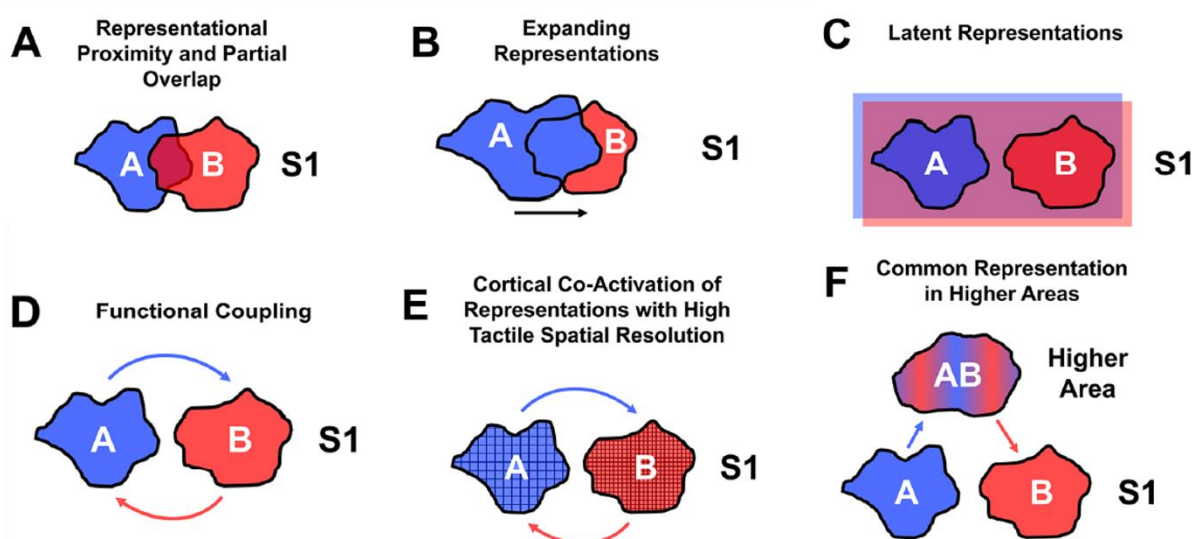 A
Representational
Proximity and Partial
Overlap
A
B
S1
B
Expanding
Representations
A
B
S1
C
Latent Representations
A
B
S1
D
Functional Coupling
A
B
S1
E
Cortical Co-Activation of
Representations with High
Tactile Spatial Resolution
A
B
S1
F
Common Representation
in Higher Areas
AB
Higher
Area
A
B
S1